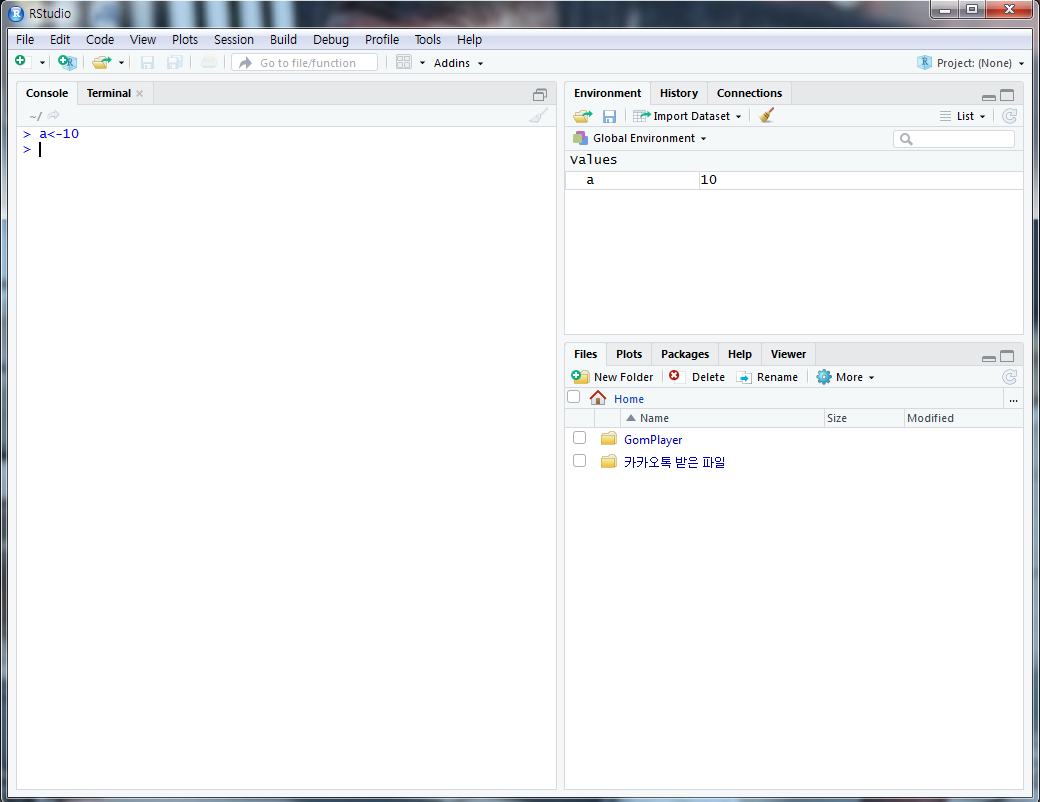 RStudio
File Edit Code View Plots Session Build Debug Profile Tools Help
Go to file/function Addins Project: (None)
Console Terminal
~/
> a<-10
>
Environment History Connections
Import Dataset List
Global Environment
Values
a 10
Files Plots Packages Help Viewer
New Folder Delete Rename More
Home ...
Name Size Modified
GomPlayer
카카오톡 받은 파일